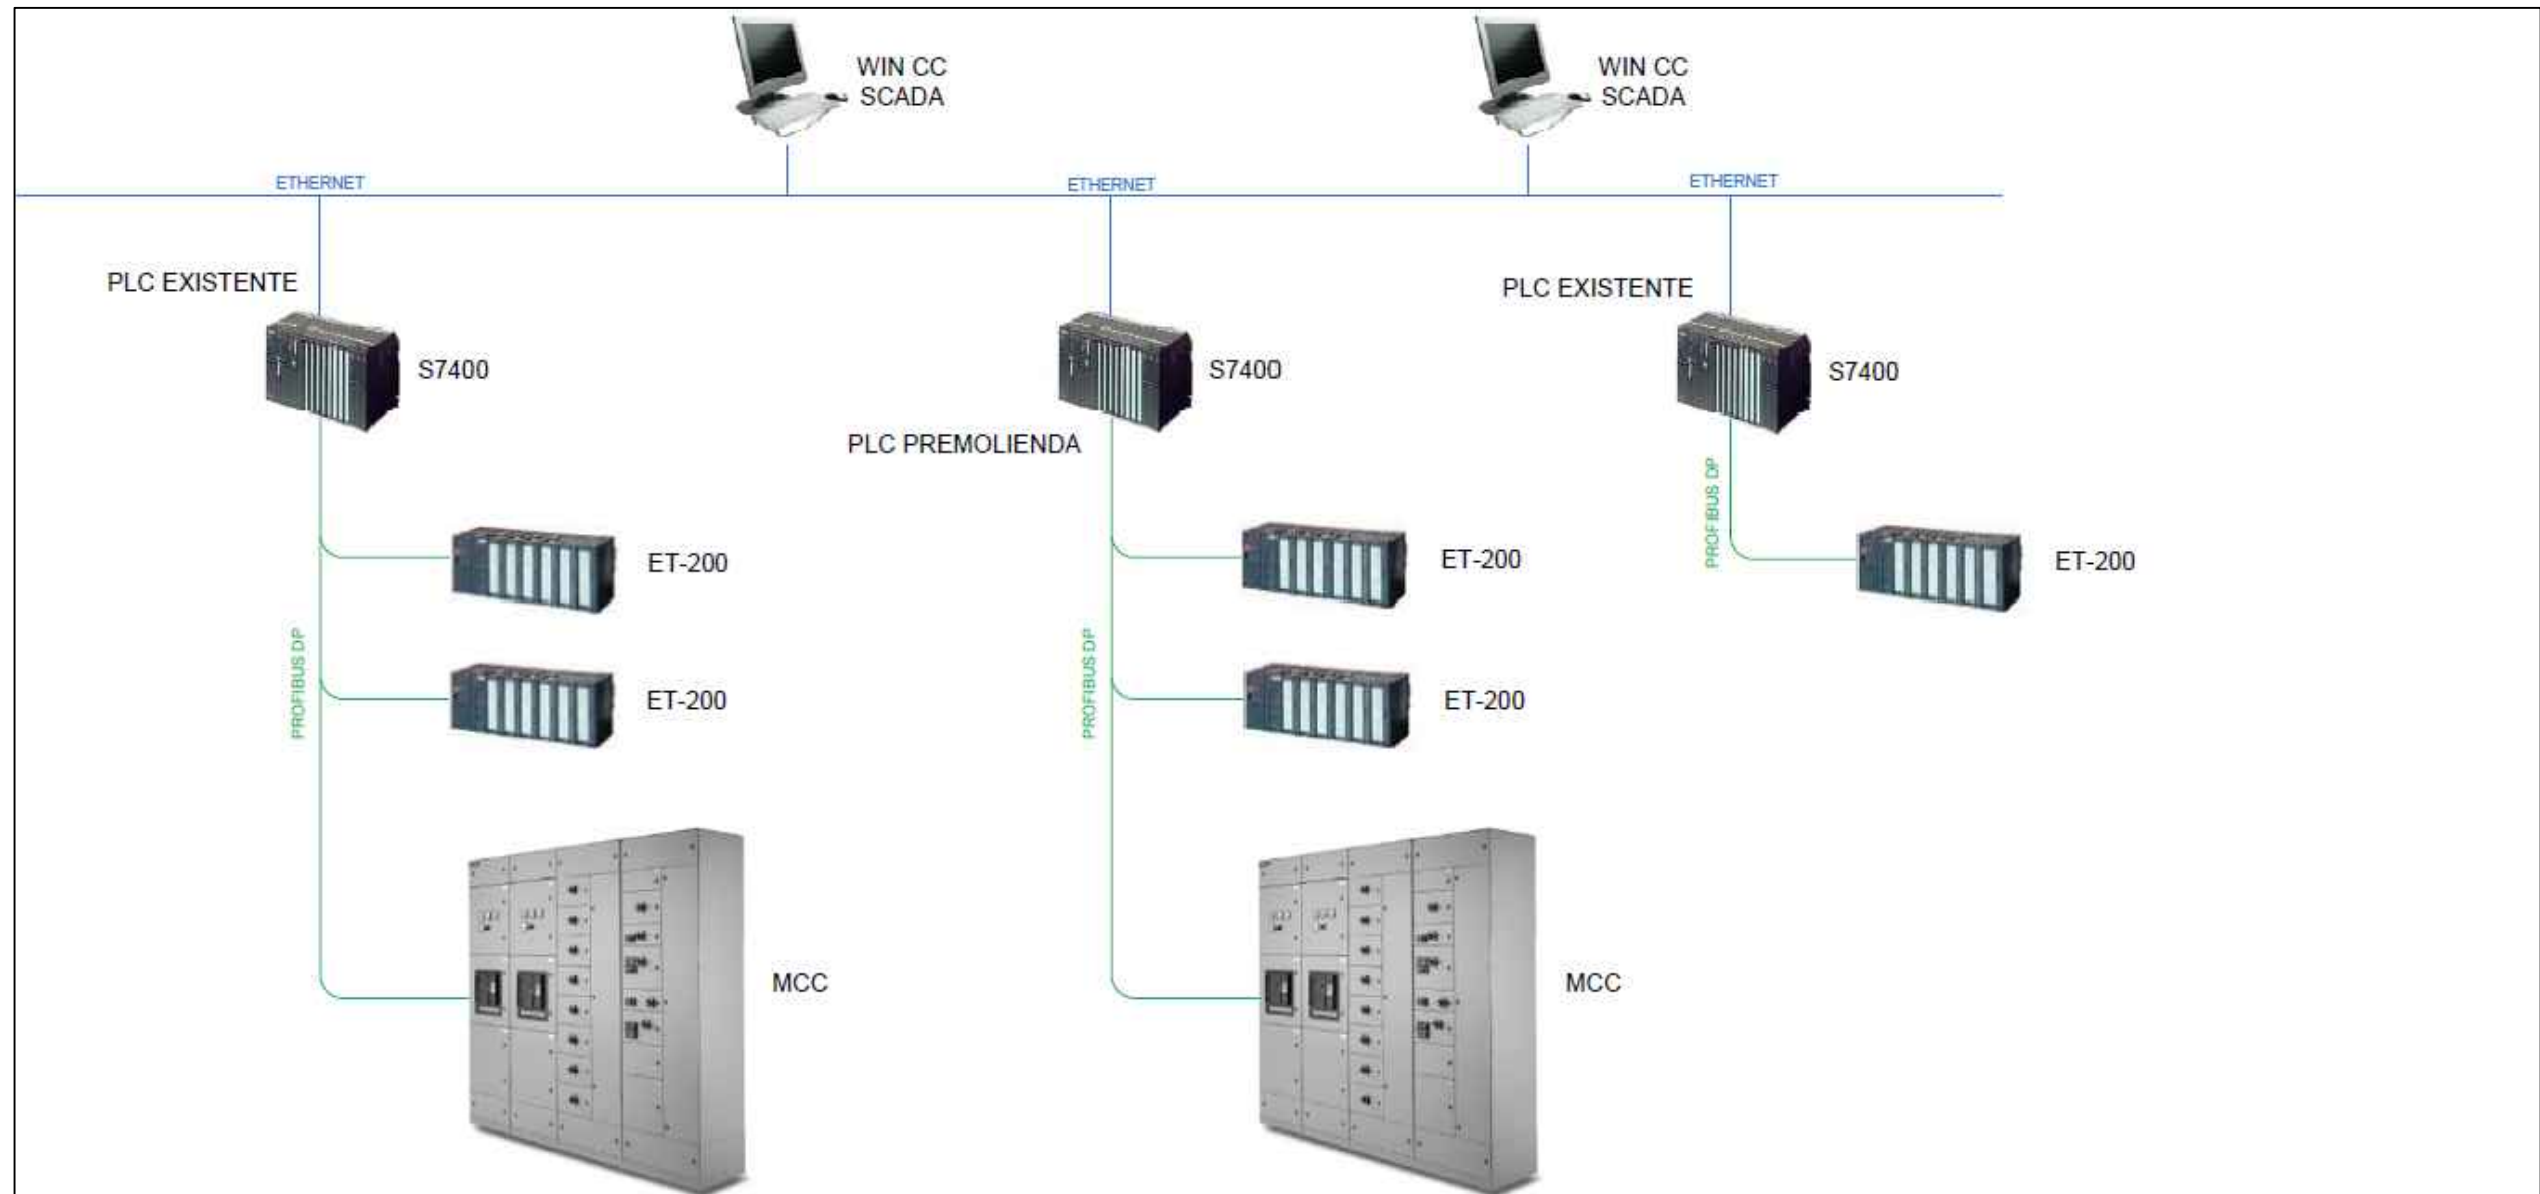 WIN CC
SCADA
WIN CC
SCADA
ETHERNET
ETHERNET
ETHERNET
PLC EXISTENTE
PLC EXISTENTE
S7400
S7400
S7400
PLC PREMOLIENDA
PROFIBUS DP
ET-200
ET-200
ET-200
PROFIBUS DP
PROFIBUS DP
ET-200
ET-200
MCC
MCC